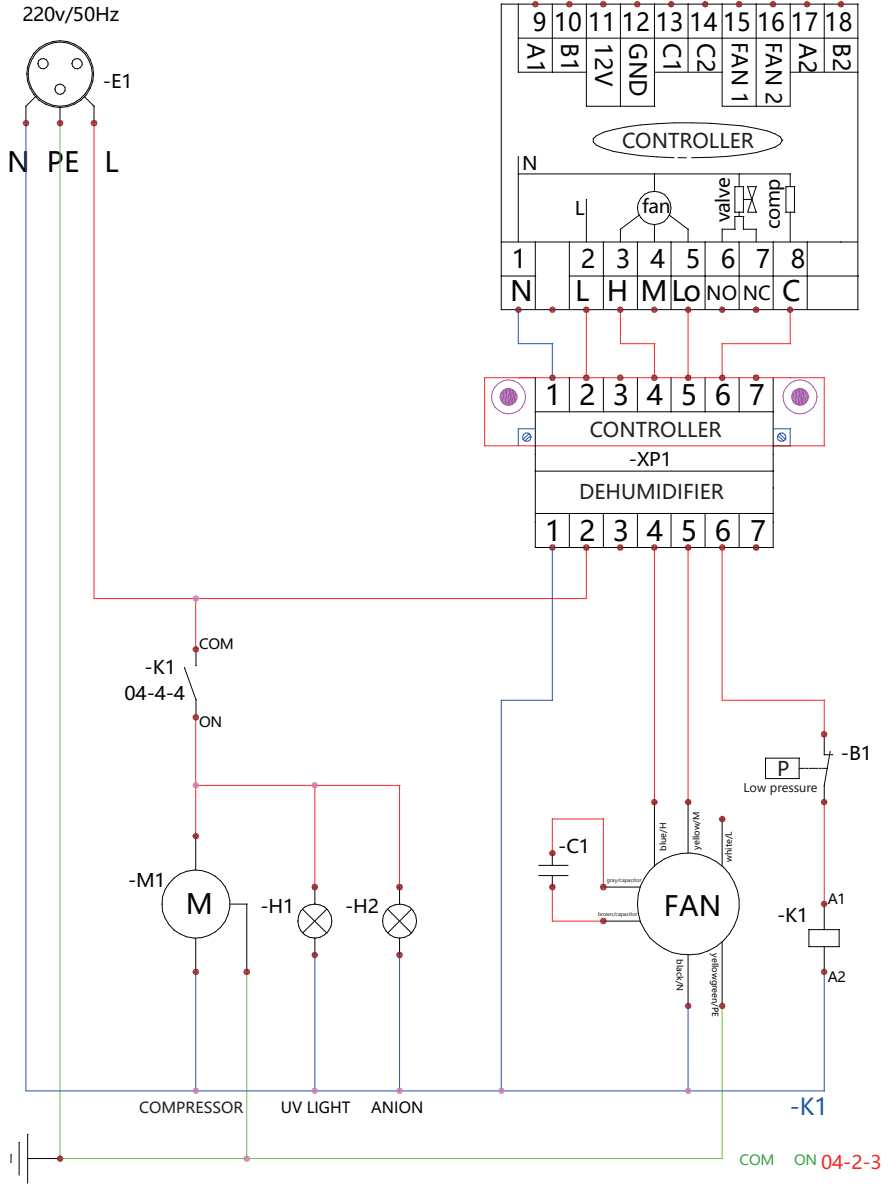 220v/50Hz
-E1
N PE L
9 10 11 12 13 14 15 16 17 18
A1 B1 12V GND C1 C2 FAN 1 FAN 2 A2 B2
CONTROLLER
N
L
fan
valve
comp
1 2 3 4 5 6 7 8
N L H M Lo NO NC C
1 2 3 4 5 6 7
CONTROLLER
-XP1
DEHUMIDIFIER
1 2 3 4 5 6 7
COM
-K1
04-4-4
ON
-B1
P
Low pressure
blue/H
yellow/M
white/L
-C1
gray/capacitor
brown/capacitor
-M1
M
-H1
-H2
FAN
A1
-K1
A2
black/N
yellowgreen/PE
COMPRESSOR UV LIGHT ANION
-K1
COM ON 04-2-3